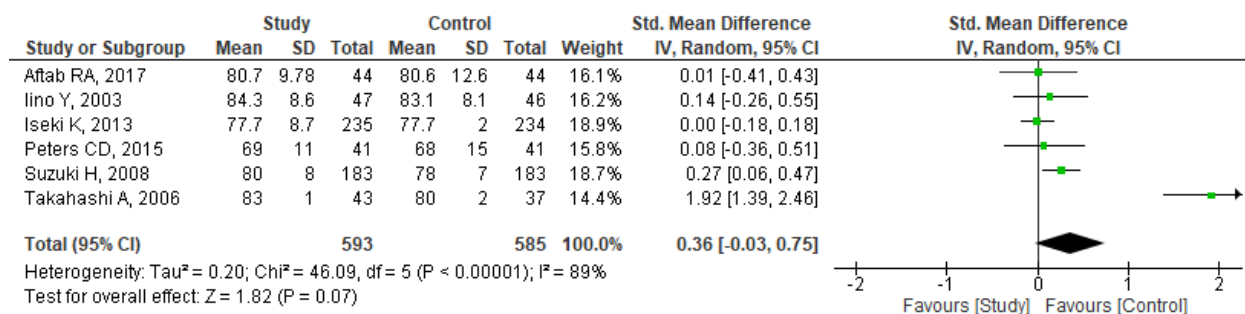 Study Control Std. Mean Difference Std. Mean Difference
Study or Subgroup Mean SD Total Mean SD Total Weight IV, Random, 95% CI IV, Random, 95% CI
Aftab RA, 2017 80.7 9.78 44 80.6 12.6 44 16.1% 0.01 [-0.41, 0.43]
Iino Y, 2003 84.3 8.6 47 83.1 8.1 46 16.2% 0.14 [-0.26, 0.55]
Iseki K, 2013 77.7 8.7 235 77.7 2 234 18.9% 0.00 [-0.18, 0.18]
Peters CD, 2015 69 11 41 68 15 41 15.8% 0.08 [-0.36, 0.51]
Suzuki H, 2008 80 8 183 78 7 183 18.7% 0.27 [0.06, 0.47]
Takahashi A, 2006 83 1 43 80 2 37 14.4% 1.92 [1.39, 2.46]
Total (95% CI) 593 585 100.0% 0.36 [-0.03, 0.75]
Heterogeneity: Tau² = 0.20; Chi² = 46.09, df = 5 (P < 0.00001); I² = 89%
Test for overall effect: Z = 1.82 (P = 0.07)
-2 -1 0 1 2
Favours [Study] Favours [Control]